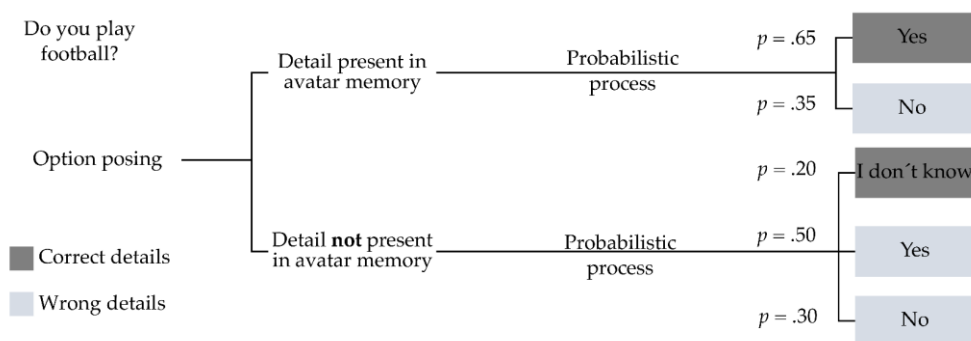 Do you play
football?
Detail present in
avatar memory
Probabilistic
process
p = .65
Yes
p = .35
No
Option posing
p = .20
I don´t know
Detail not present
in avatar memory
Probabilistic
process
p = .50
Yes
p = .30
No
Correct details
Wrong details